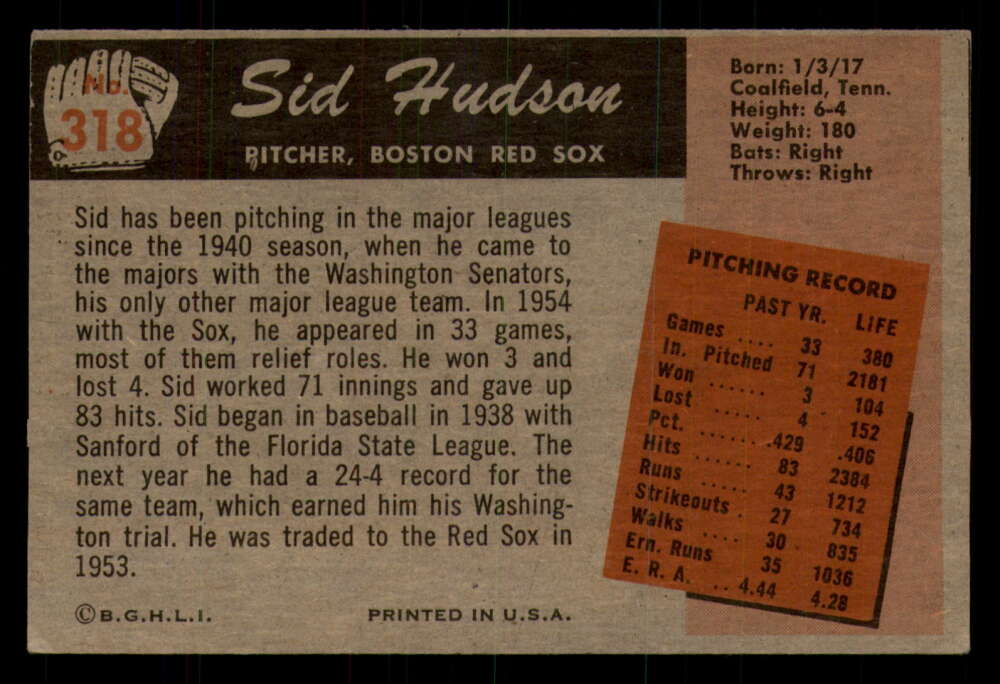 No.
318
Sid Hudson
PITCHER, BOSTON RED SOX
Born: 1/3/17
Coalfield, Tenn.
Height: 6-4
Weight: 180
Bats: Right
Throws: Right
Sid has been pitching in the major leagues
since the 1940 season, when he came to
the majors with the Washington Senators,
his only other major league team. In 1954
with the Sox, he appeared in 33 games,
most of them relief roles. He won 3 and
lost 4. Sid worked 71 innings and gave up
83 hits. Sid began in baseball in 1938 with
Sanford of the Florida State League. The
next year he had a 24-4 record for the
same team, which earned him his Washing-
ton trial. He was traded to the Red Sox in
1953.
PITCHING RECORD
PAST YR. LIFE
Games .... 33 380
In. Pitched 71 2181
Won ...... 3 104
Lost ..... 4 152
Pct. ....... .429 .406
Hits ...... 83 2384
Runs ..... 43 1212
Strikeouts . 27 734
Walks .... 30 835
Ern. Runs 35 1036
E. R. A. .. 4.44 4.28
© B.G.H.L.I. PRINTED IN U.S.A.